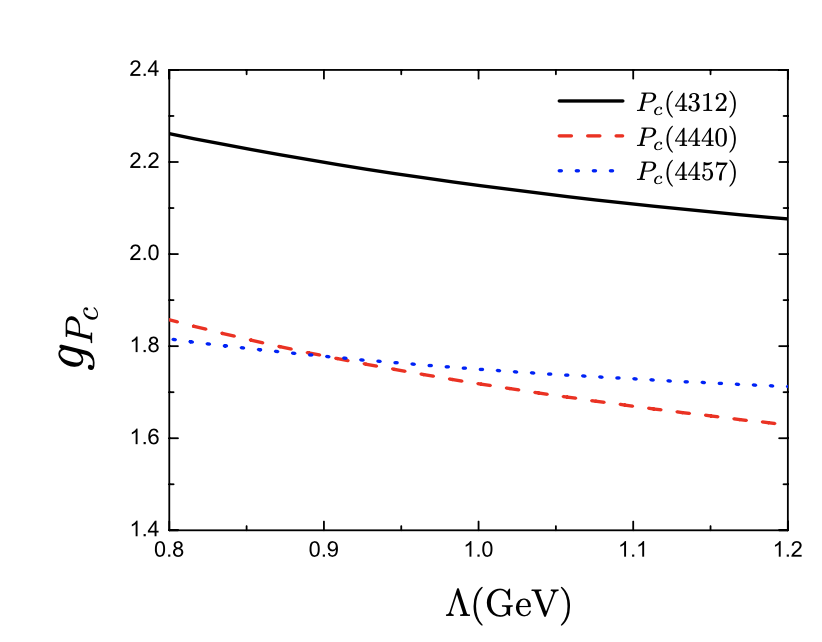 2.4
2.2
2.0
1.8
1.6
1.4
0.8
0.9
1.0
1.1
1.2
g_{P_c}
Λ(GeV)
P_c(4312)
P_c(4440)
P_c(4457)